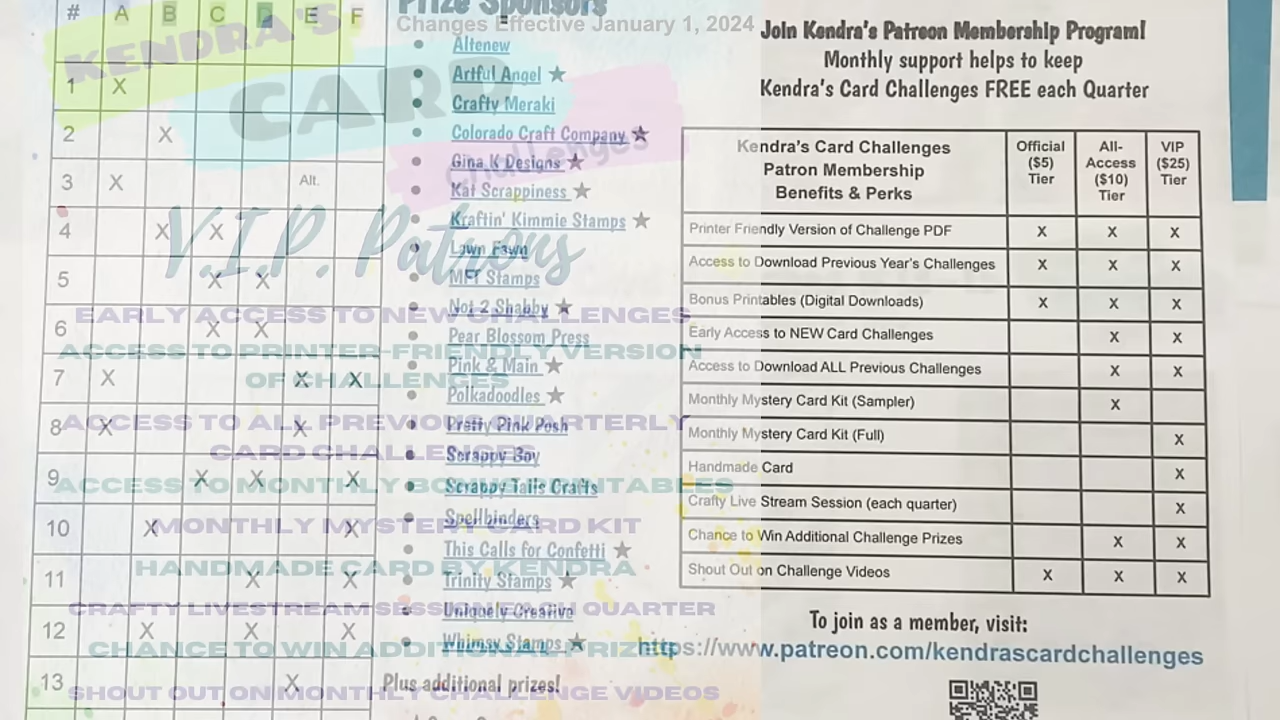 # A B C D E F
1 X
2 X
3 X Alt.
4 X X
5 X X
6 X X
7 X X X
8 X X
9 X X X
10 X X
11 X X
12 X X X
13 X
KENDRA'S
CARD
Challenges
V.I.P. Patrons
EARLY ACCESS TO NEW CHALLENGES
ACCESS TO PRINTER-FRIENDLY VERSION
OF CHALLENGES
ACCESS TO ALL PREVIOUS QUARTERLY
CARD CHALLENGES
ACCESS TO MONTHLY BONUS PRINTABLES
MONTHLY MYSTERY CARD KIT
HANDMADE CARD BY KENDRA
CRAFTY LIVESTREAM SESSION EACH QUARTER
CHANCE TO WIN ADDITIONAL PRIZES
SHOUT OUT ON MONTHLY CHALLENGE VIDEOS
Prize Sponsors
Changes Effective January 1, 2024
• Altenew
• Artful Angel ★
• Crafty Meraki
• Colorado Craft Company ★
• Gina K Designs ★
• Kat Scrappiness ★
• Kraftin' Kimmie Stamps ★
• Lawn Fawn
• MFT Stamps
• Not 2 Shabby ★
• Pear Blossom Press
• Pink & Main ★
• Polkadoodles ★
• Pretty Pink Posh
• Scrappy Boy
• Scrappy Tails Crafts
• Spellbinders
• This Calls for Confetti ★
• Trinity Stamps ★
• Uniquely Creative
• Whimsy Stamps ★
Plus additional prizes!
Join Kendra's Patreon Membership Program!
Monthly support helps to keep
Kendra's Card Challenges FREE each Quarter
Kendra's Card Challenges
Patron Membership
Benefits & Perks
Official
($5)
Tier
All-
Access
($10)
Tier
VIP
($25)
Tier
Printer Friendly Version of Challenge PDF X X X
Access to Download Previous Year's Challenges X X X
Bonus Printables (Digital Downloads) X X X
Early Access to NEW Card Challenges X X
Access to Download ALL Previous Challenges X X
Monthly Mystery Card Kit (Sampler) X
Monthly Mystery Card Kit (Full) X
Handmade Card X
Crafty Live Stream Session (each quarter) X
Chance to Win Additional Challenge Prizes X X
Shout Out on Challenge Videos X X X
To join as a member, visit:
https://www.patreon.com/kendrascardchallenges